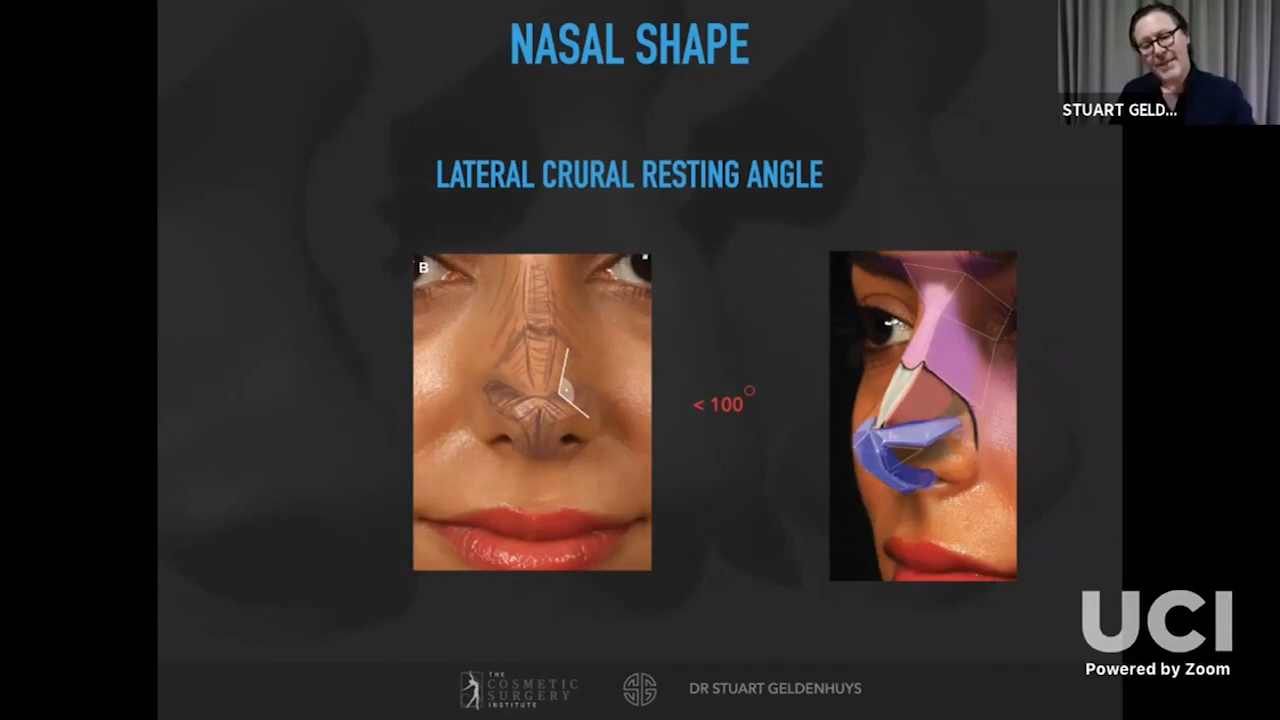 NASAL SHAPE
STUART GELD...
LATERAL CRURAL RESTING ANGLE
B
< 100°
UCI
Powered by Zoom
THE
COSMETIC
SURGERY
INSTITUTE
DR STUART GELDENHUYS